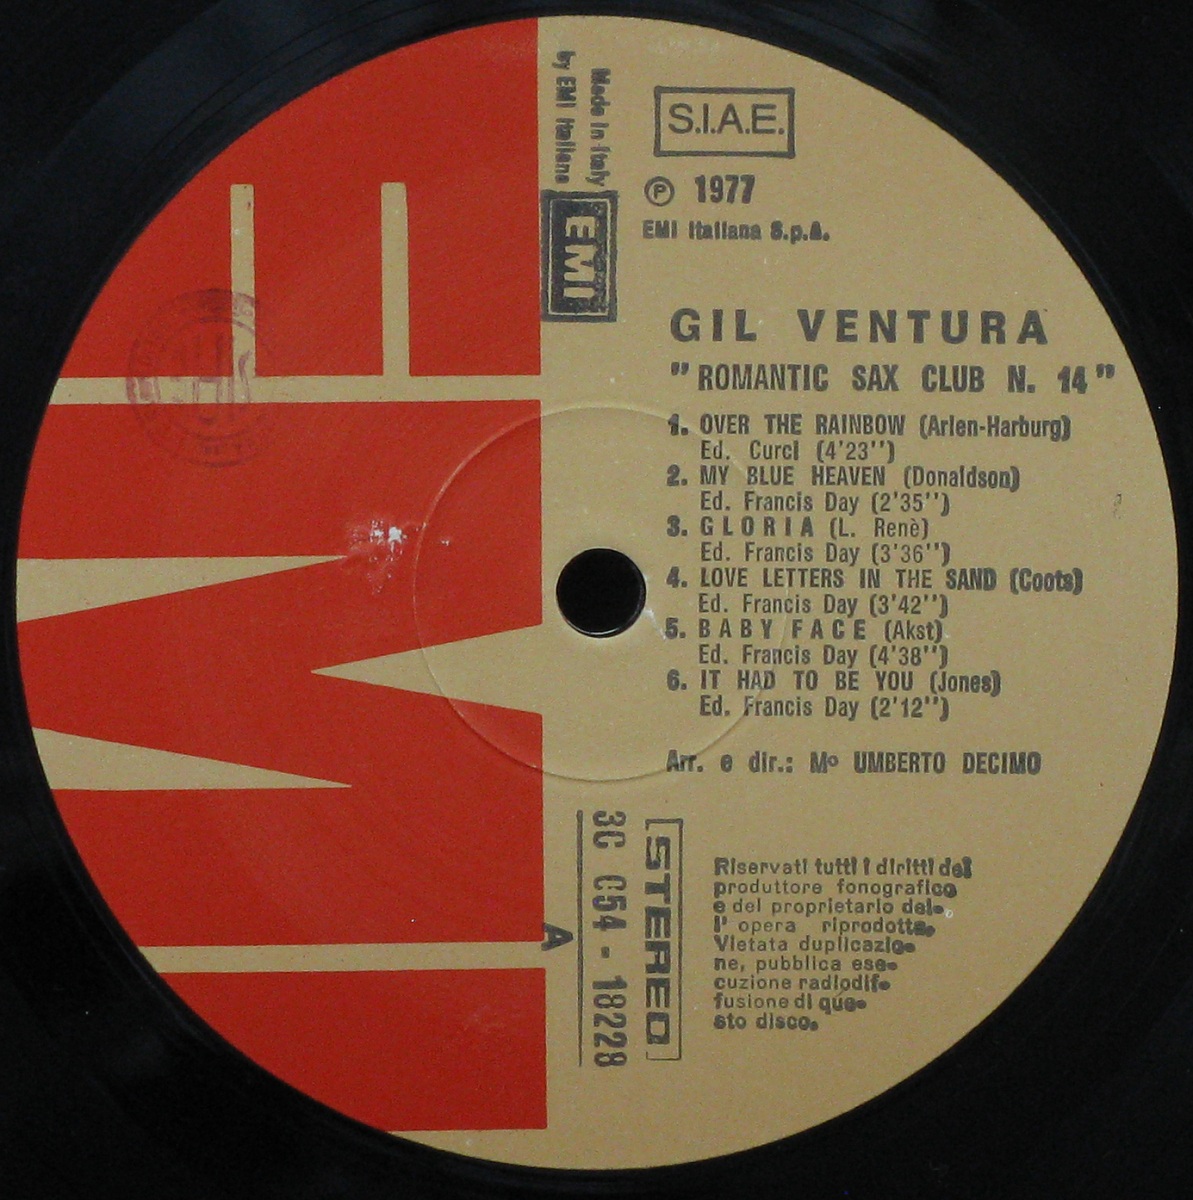 Made in Italy
by EMI Italiana
EMI
S.I.A.E.
Ⓟ 1977
EMI Italiana S.p.A.
GIL VENTURA
"ROMANTIC SAX CLUB N. 14"
1. OVER THE RAINBOW (Arlen-Harburg)
Ed. Curci (4'23'')
2. MY BLUE HEAVEN (Donaldson)
Ed. Francis Day (2'35'')
3. GLORIA (L. Renè)
Ed. Francis Day (3'36'')
4. LOVE LETTERS IN THE SAND (Coots)
Ed. Francis Day (3'42'')
5. BABY FACE (Akst)
Ed. Francis Day (4'38'')
6. IT HAD TO BE YOU (Jones)
Ed. Francis Day (2'12'')
Arr. e dir.: Mº UMBERTO DECIMO
STEREO
3C 054 - 18228
A
Riservati tutti i diritti del
produttore fonografico
e del proprietario del-
l' opera riprodotta.
Vietata duplicazio-
ne, pubblica ese-
cuzione radiodif-
fusione di que-
sto disco.
EMI